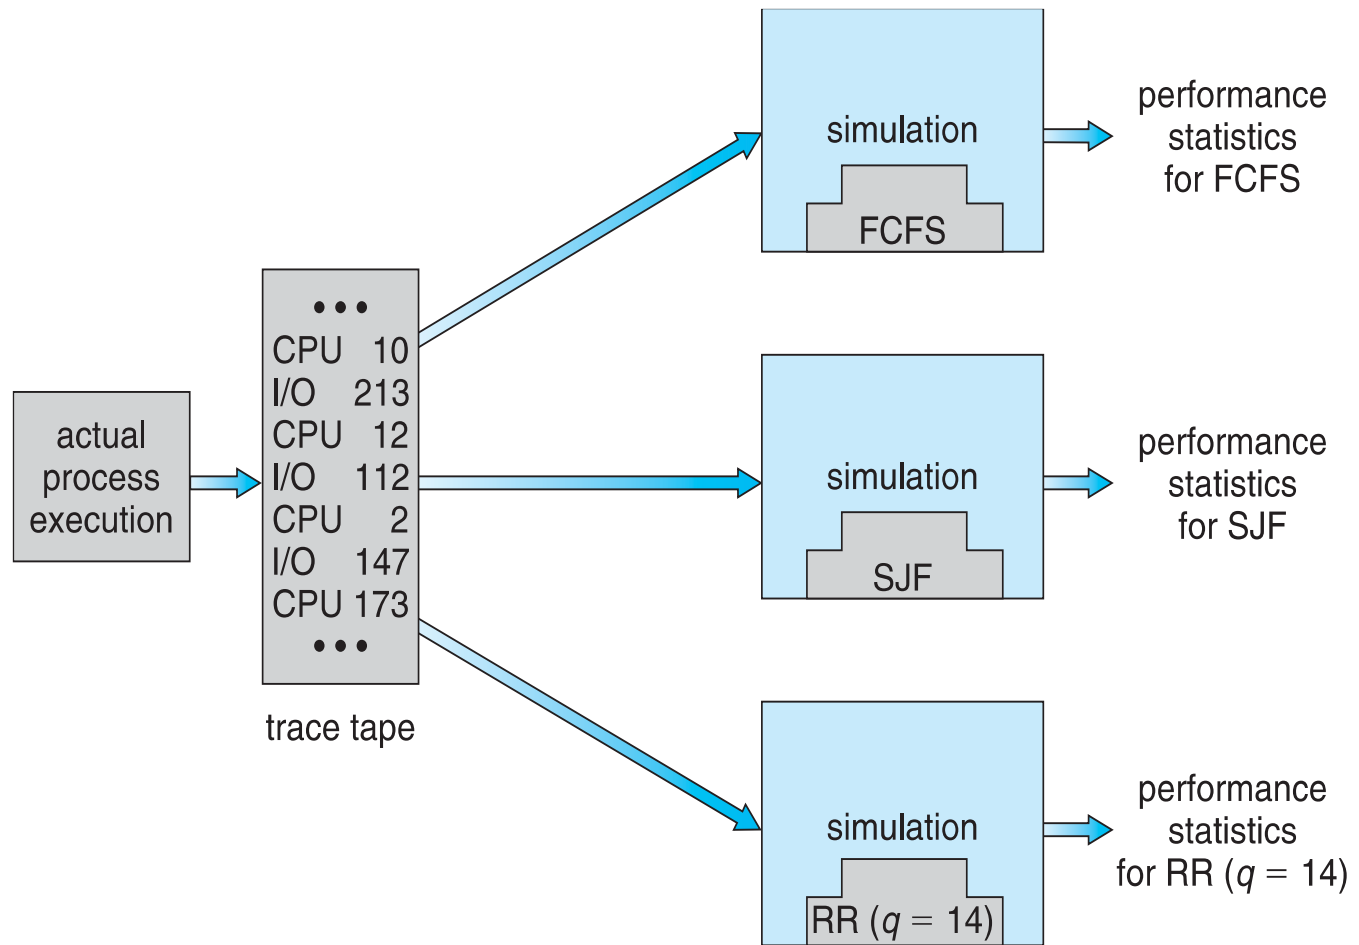 actual
process
execution
• • •
CPU 10
I/O 213
CPU 12
I/O 112
CPU 2
I/O 147
CPU 173
• • •
trace tape
simulation
FCFS
performance
statistics
for FCFS
simulation
SJF
performance
statistics
for SJF
simulation
RR (q = 14)
performance
statistics
for RR (q = 14)